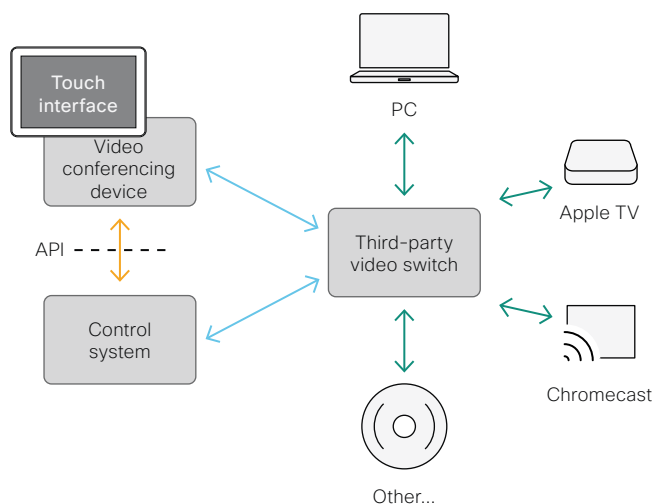 Touch
interface
Video
conferencing
device
API
Control
system
Third-party
video switch
PC
Apple TV
Chromecast
Other...